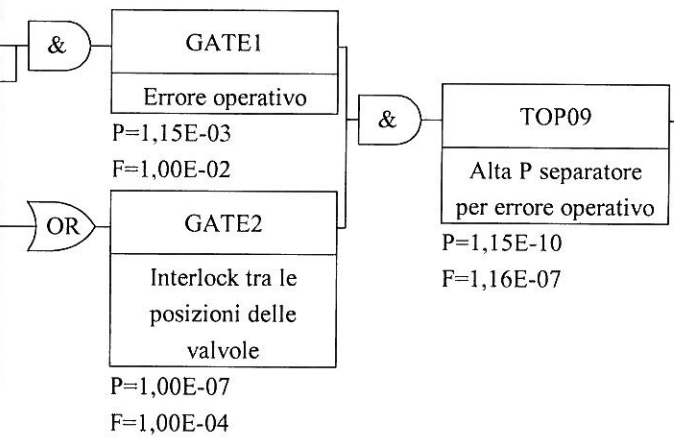 &
GATE1
Errore operativo
P=1,15E-03
F=1,00E-02
&
TOP09
Alta P separatore
per errore operativo
P=1,15E-10
F=1,16E-07
OR
GATE2
Interlock tra le
posizioni delle
valvole
P=1,00E-07
F=1,00E-04